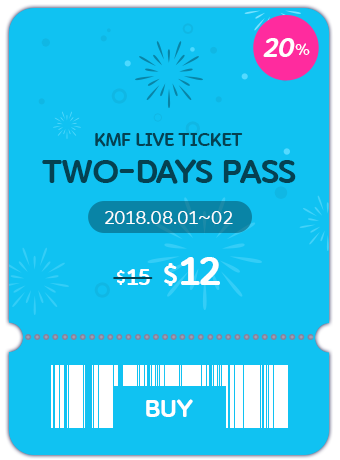 20%
KMF LIVE TICKET
TWO-DAYS PASS
2018.08.01~02
$15 $12
BUY